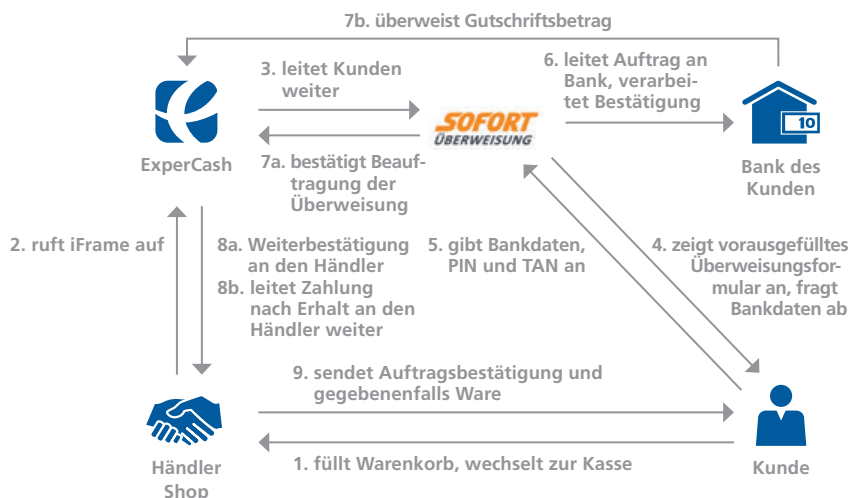 7b. überweist Gutschriftsbetrag
3. leitet Kunden
weiter
6. leitet Auftrag an
Bank, verarbei-
tet Bestätigung
SOFORT
ÜBERWEISUNG
10
ExperCash
7a. bestätigt Beauf-
tragung der
Überweisung
Bank des
Kunden
2. ruft iFrame auf
8a. Weiterbestätigung
an den Händler
8b. leitet Zahlung
nach Erhalt an den
Händler weiter
5. gibt Bankdaten,
PIN und TAN an
4. zeigt vorausgefülltes
Überweisungsfor-
mular an, fragt
Bankdaten ab
9. sendet Auftragsbestätigung und
gegebenenfalls Ware
Händler
Shop
1. füllt Warenkorb, wechselt zur Kasse
Kunde